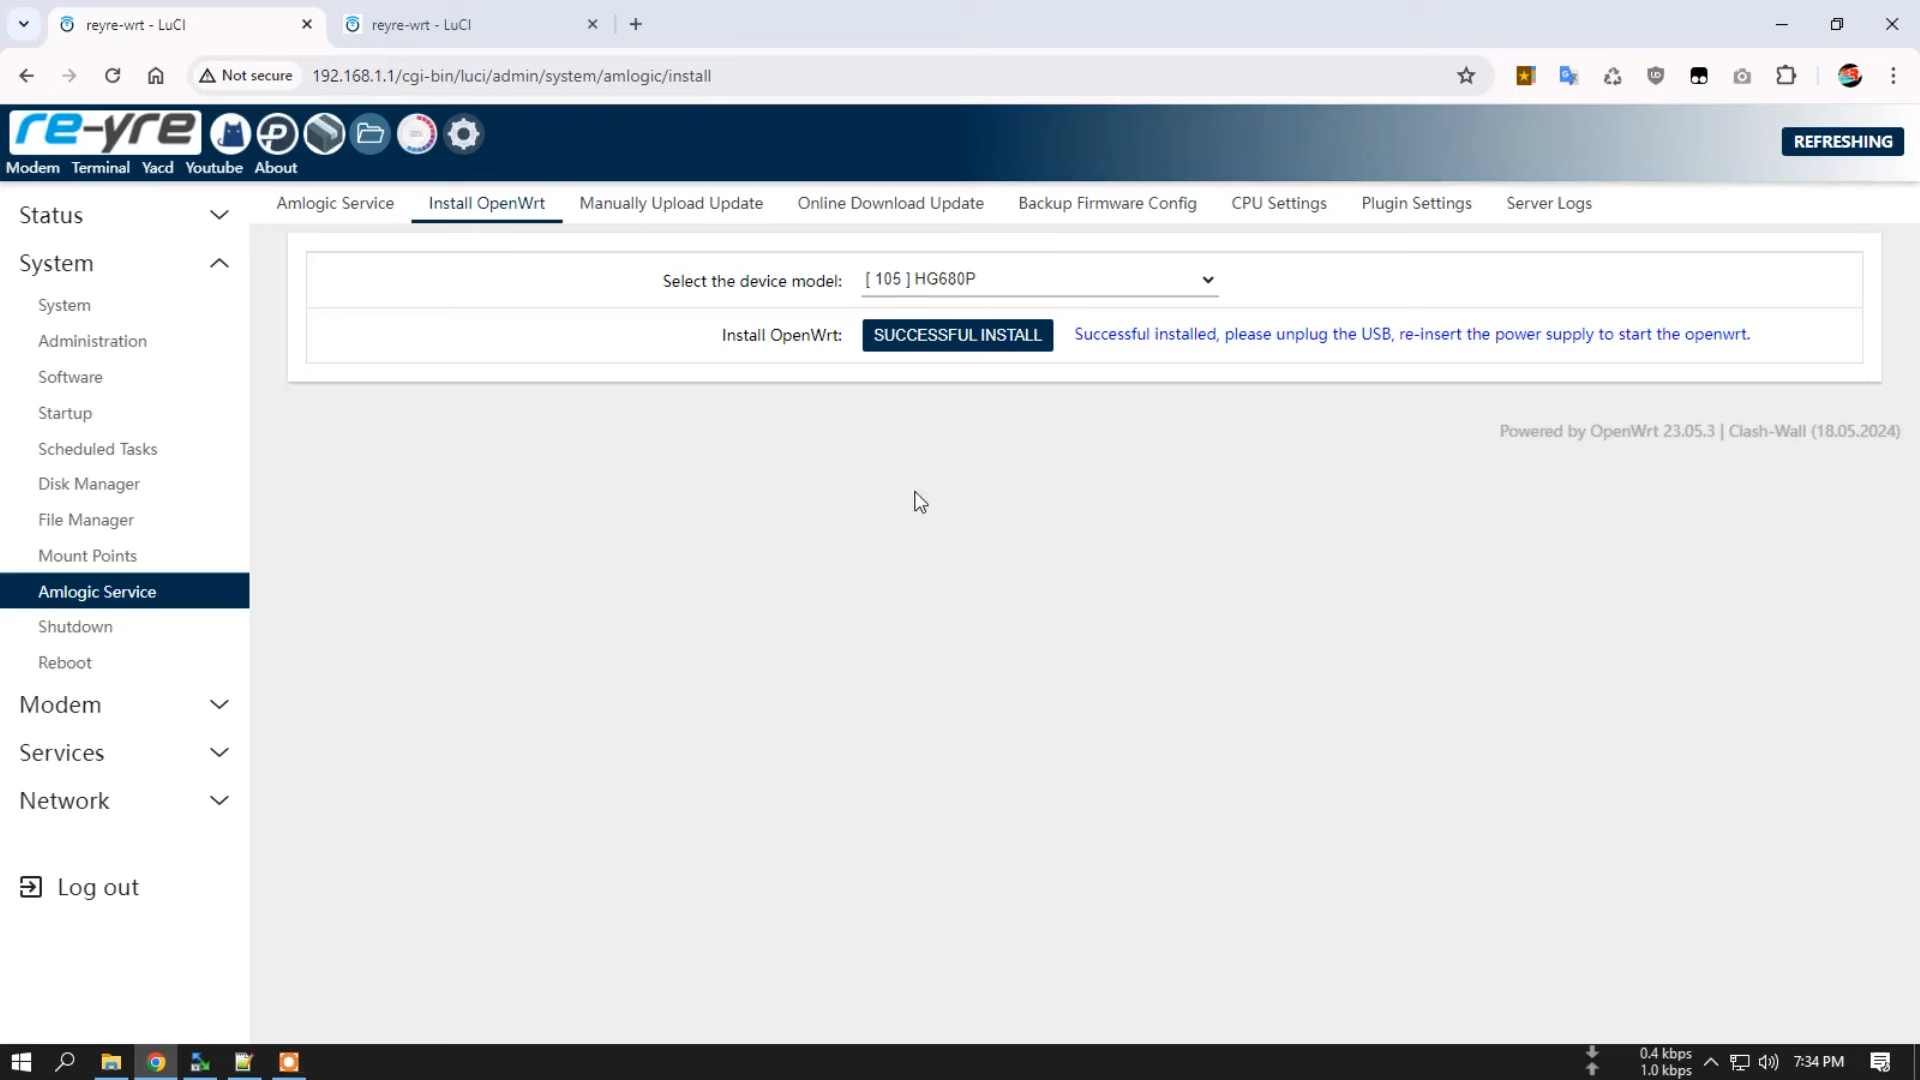 reyre-wrt - LuCI
reyre-wrt - LuCI
Not secure
192.168.1.1/cgi-bin/luci/admin/system/amlogic/install
re-yre
REFRESHING
Modem Terminal Yacd Youtube About
Amlogic Service
Install OpenWrt
Manually Upload Update
Online Download Update
Backup Firmware Config
CPU Settings
Plugin Settings
Server Logs
Status
System
System
Administration
Software
Startup
Scheduled Tasks
Disk Manager
File Manager
Mount Points
Amlogic Service
Shutdown
Reboot
Modem
Services
Network
Log out
Select the device model: [ 105 ] HG680P
Install OpenWrt: SUCCESSFUL INSTALL Successful installed, please unplug the USB, re-insert the power supply to start the openwrt.
Powered by OpenWrt 23.05.3 | Clash-Wall (18.05.2024)
0.4 kbps
1.0 kbps
7:34 PM